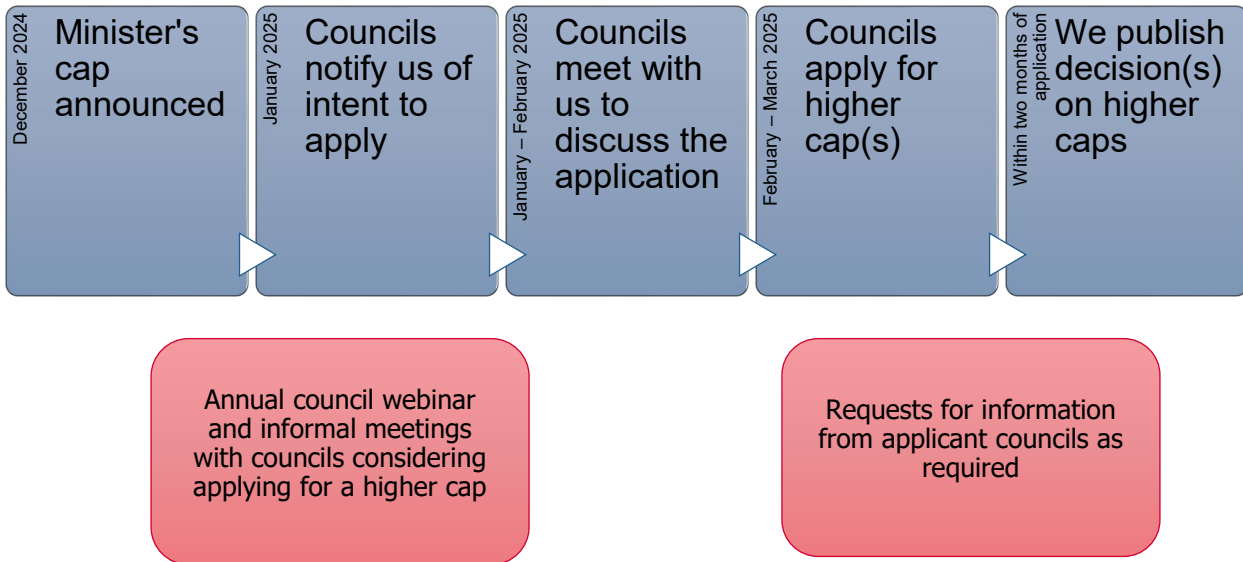 December 2024
Minister's
cap
announced
January 2025
Councils
notify us of
intent to
apply
January – February 2025
Councils
meet with
us to
discuss the
application
February – March 2025
Councils
apply for
higher
cap(s)
Within two months of
application
We publish
decision(s)
on higher
caps
Annual council webinar
and informal meetings
with councils considering
applying for a higher cap
Requests for information
from applicant councils as
required